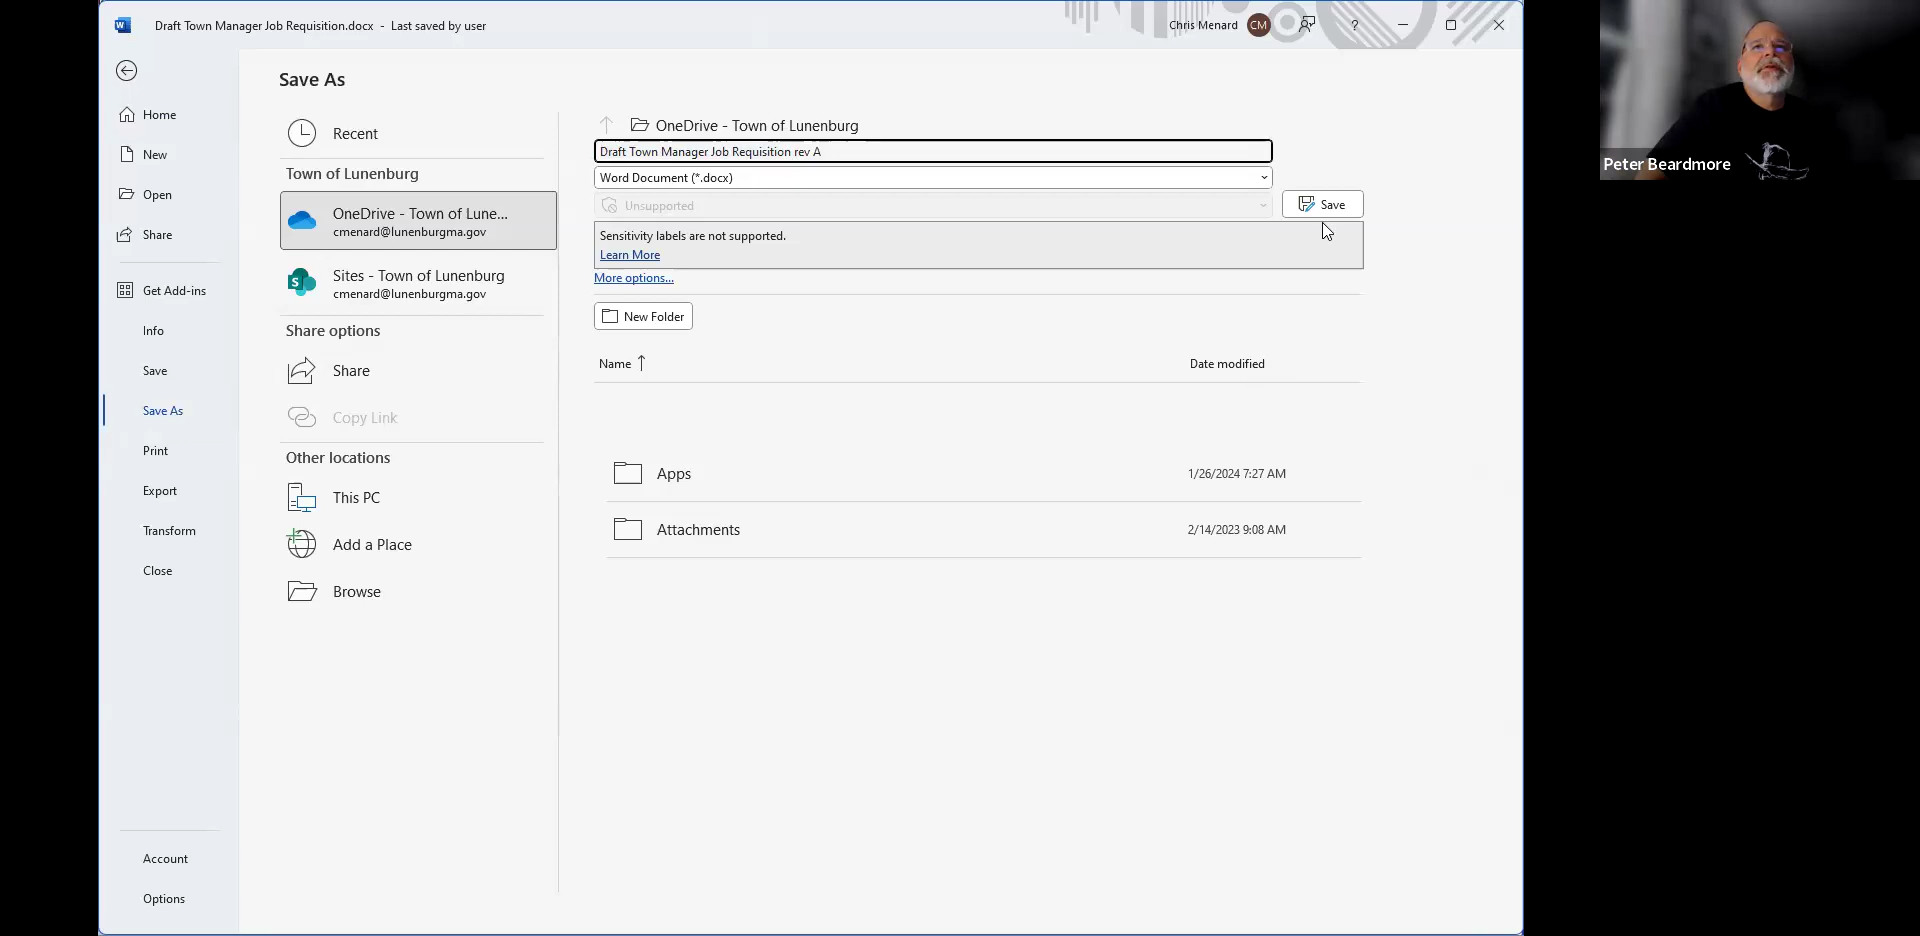 Draft Town Manager Job Requisition.docx - Last saved by user
Chris Menard CM
?
Home
New
Open
Share
Get Add-ins
Info
Save
Save As
Print
Export
Transform
Close
Account
Options
Save As
Recent
Town of Lunenburg
OneDrive - Town of Lune...
cmenard@lunenburgma.gov
Sites - Town of Lunenburg
cmenard@lunenburgma.gov
Share options
Share
Copy Link
Other locations
This PC
Add a Place
Browse
OneDrive - Town of Lunenburg
Draft Town Manager Job Requisition rev A
Word Document (*.docx)
Unsupported
Save
Sensitivity labels are not supported.
Learn More
More options...
New Folder
Name Date modified
Apps 1/26/2024 7:27 AM
Attachments 2/14/2023 9:08 AM
Peter Beardmore